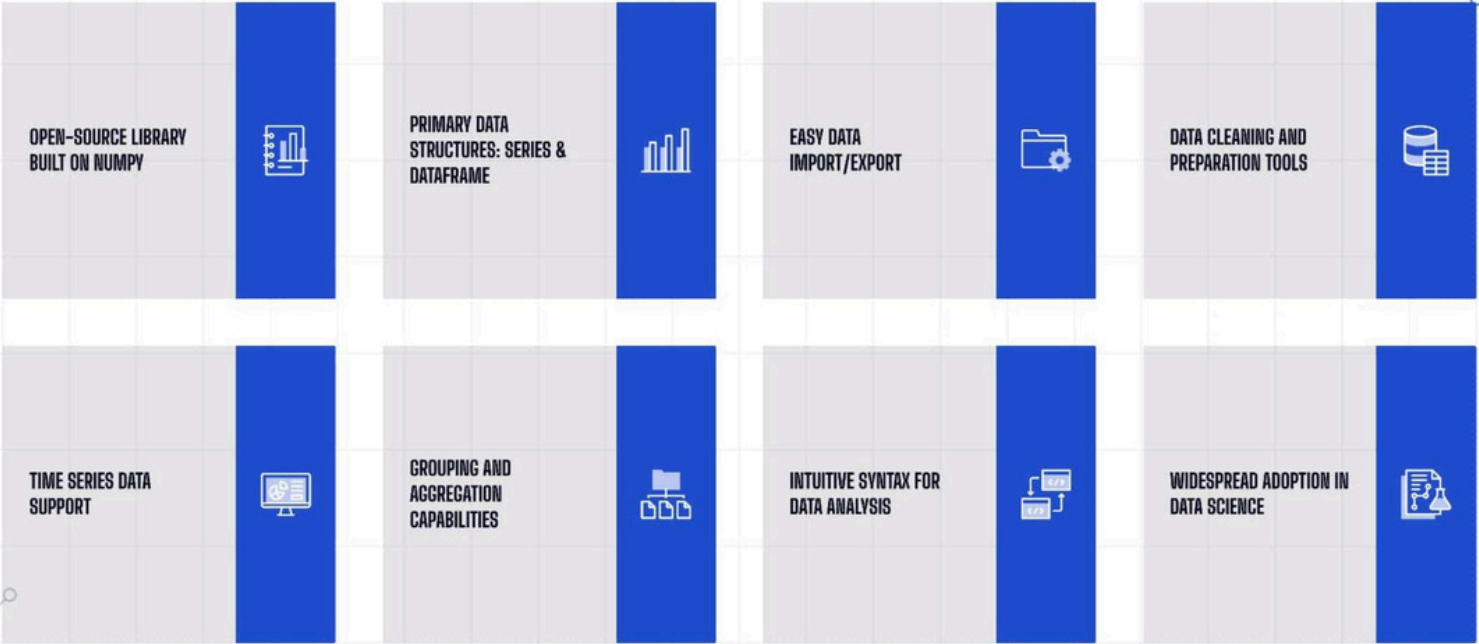 OPEN-SOURCE LIBRARY
BUILT ON NUMPY
PRIMARY DATA
STRUCTURES: SERIES &
DATAFRAME
EASY DATA
IMPORT/EXPORT
DATA CLEANING AND
PREPARATION TOOLS
TIME SERIES DATA
SUPPORT
GROUPING AND
AGGREGATION
CAPABILITIES
INTUITIVE SYNTAX FOR
DATA ANALYSIS
</>
</>
WIDESPREAD ADOPTION IN
DATA SCIENCE